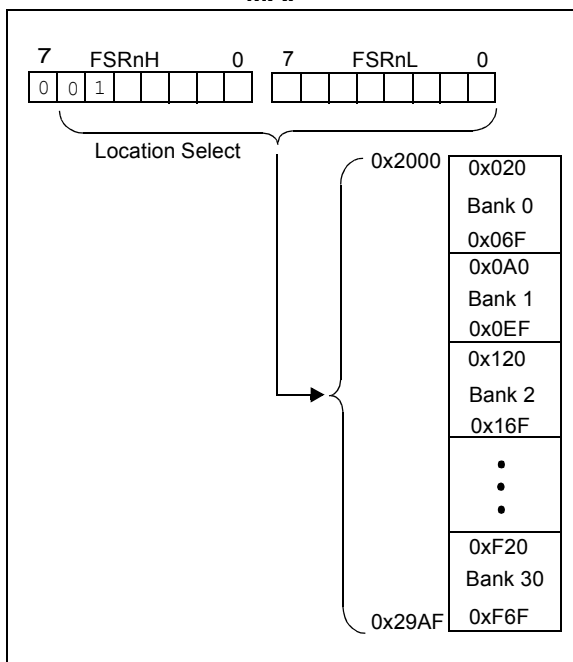 7 FSRnH 0 7 FSRnL 0
0 0 1
Location Select
0x2000
0x020
Bank 0
0x06F
0x0A0
Bank 1
0x0EF
0x120
Bank 2
0x16F
0xF20
Bank 30
0x29AF 0xF6F